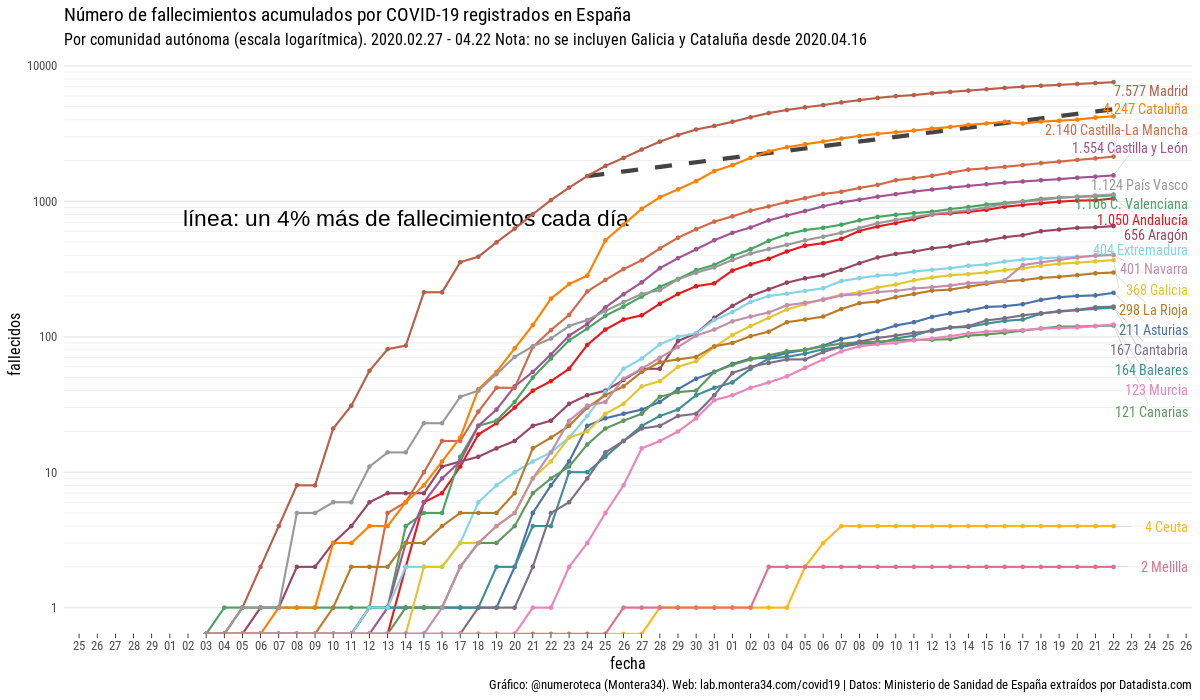 Número de fallecimientos acumulados por COVID-19 registrados en España
Por comunidad autónoma (escala logarítmica). 2020.02.27 - 04.22 Nota: no se incluyen Galicia y Cataluña desde 2020.04.16
fallecidos
10000
1000
100
10
1
línea: un 4% más de fallecimientos cada día
7.577 Madrid
4.247 Cataluña
2.140 Castilla-La Mancha
1.554 Castilla y León
1.124 País Vasco
1.106 C. Valenciana
1.050 Andalucía
656 Aragón
404 Extremadura
401 Navarra
368 Galicia
298 La Rioja
211 Asturias
167 Cantabria
164 Baleares
123 Murcia
121 Canarias
4 Ceuta
2 Melilla
25 26 27 28 29 01 02 03 04 05 06 07 08 09 10 11 12 13 14 15 16 17 18 19 20 21 22 23 24 25 26 27 28 29 30 31 01 02 03 04 05 06 07 08 09 10 11 12 13 14 15 16 17 18 19 20 21 22 23 24 25 26
fecha
Gráfico: @numeroteca (Montera34). Web: lab.montera34.com/covid19 | Datos: Ministerio de Sanidad de España extraídos por Datadista.com